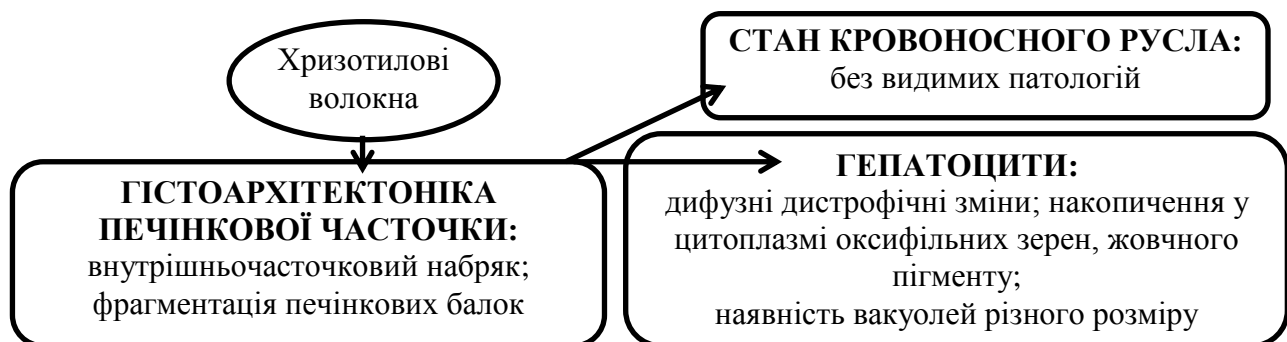 Хризотилові
волокна
СТАН КРОВОНОСНОГО РУСЛА:
без видимих патологій
ГІСТОАРХІТЕКТОНІКА
ПЕЧІНКОВОЇ ЧАСТОЧКИ:
внутрішньочасточковий набряк;
фрагментація печінкових балок
ГЕПАТОЦИТИ:
дифузні дистрофічні зміни; накопичення у
цитоплазмі оксифільних зерен, жовчного
пігменту;
наявність вакуолей різного розміру